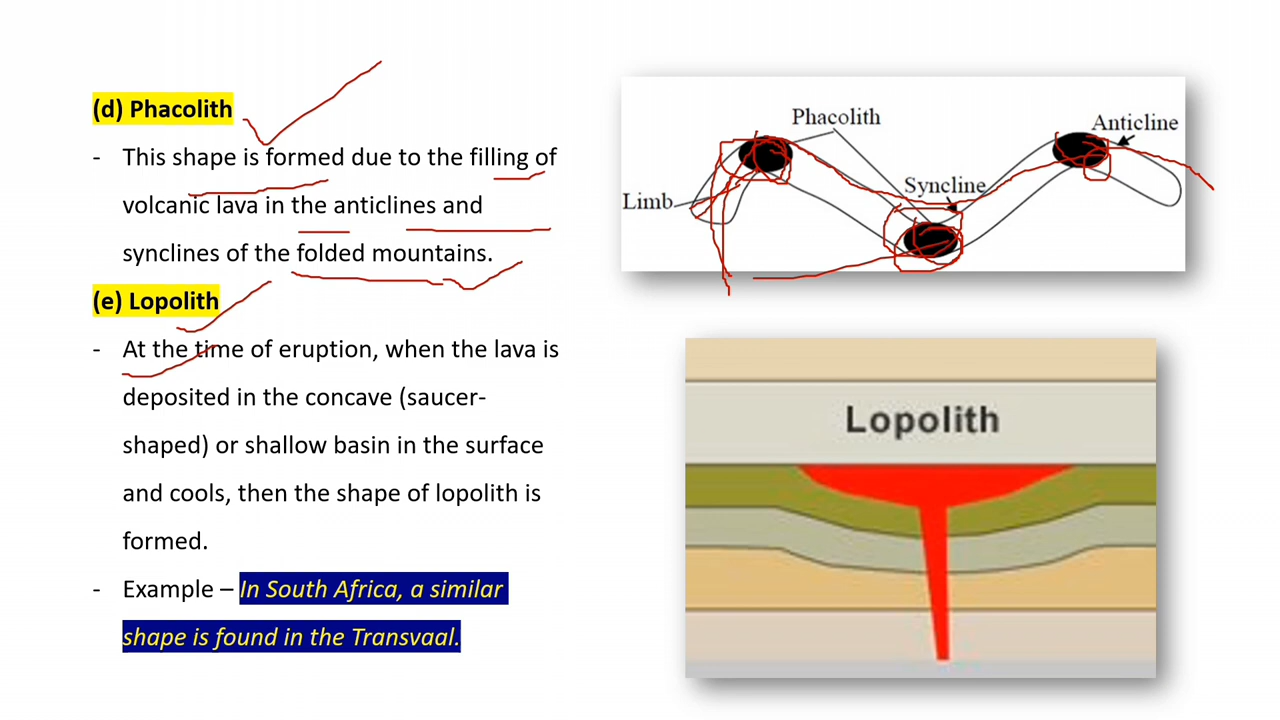 (d) Phacolith
- This shape is formed due to the filling of
volcanic lava in the anticlines and
synclines of the folded mountains.
(e) Lopolith
- At the time of eruption, when the lava is
deposited in the concave (saucer-
shaped) or shallow basin in the surface
and cools, then the shape of lopolith is
formed.
- Example – In South Africa, a similar
shape is found in the Transvaal.
Phacolith
Anticline
Syncline
Limb
Lopolith